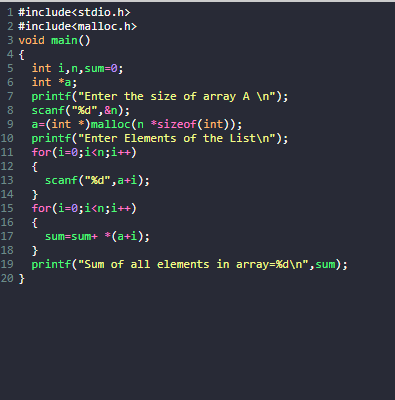 1 #include<stdio.h>
2 #include<malloc.h>
3 void main()
4 {
5 int i,n,sum=0;
6 int *a;
7 printf("Enter the size of array A \n");
8 scanf("%d",&n);
9 a=(int *)malloc(n *sizeof(int));
10 printf("Enter Elements of the List\n");
11 for(i=0;i<n;i++)
12 {
13 scanf("%d",a+i);
14 }
15 for(i=0;i<n;i++)
16 {
17 sum=sum+ *(a+i);
18 }
19 printf("Sum of all elements in array=%d\n",sum);
20 }